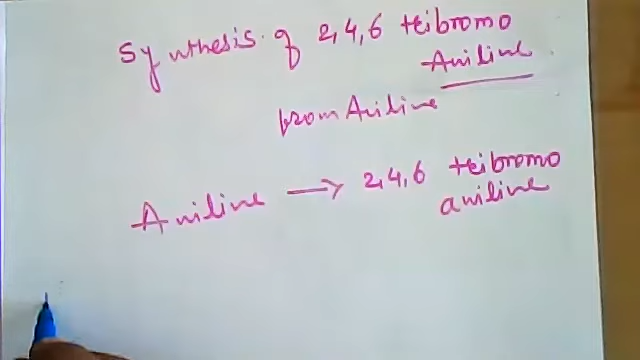 Synthesis of 2,4,6 tribromo
Aniline
from Aniline
Aniline → 2,4,6 tribromo
aniline